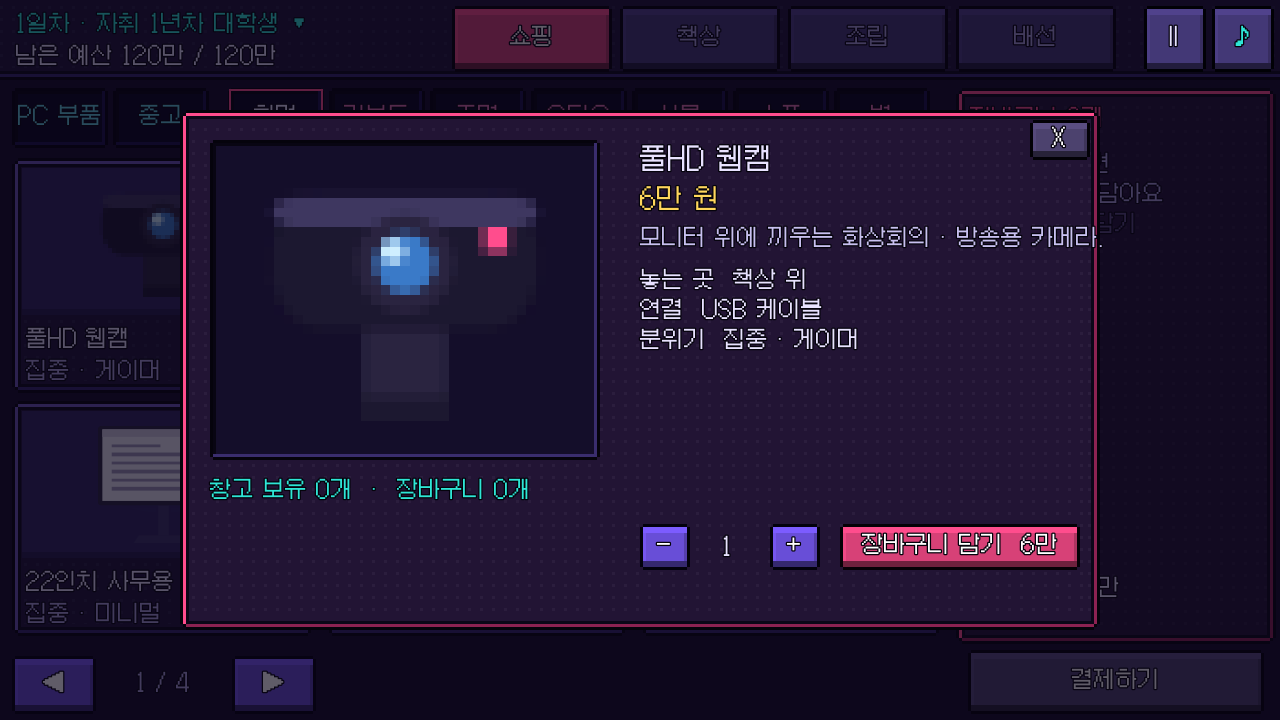 1일차 · 자취 1년차 대학생 ▼
남은 예산 120만 / 120만
쇼핑
책상
조립
배선
PC 부품
중고
풀HD 웹캠
6만 원
모니터 위에 끼우는 화상회의 · 방송용 카메라.
놓는 곳 책상 위
연결 USB 케이블
분위기 집중 · 게이머
X
창고 보유 0개 · 장바구니 0개
− 1 +
장바구니 담기 6만
풀HD 웹캠
집중 · 게이머
22인치 사무용
집중 · 미니멀
담아요
담기
만
1 / 4
결제하기